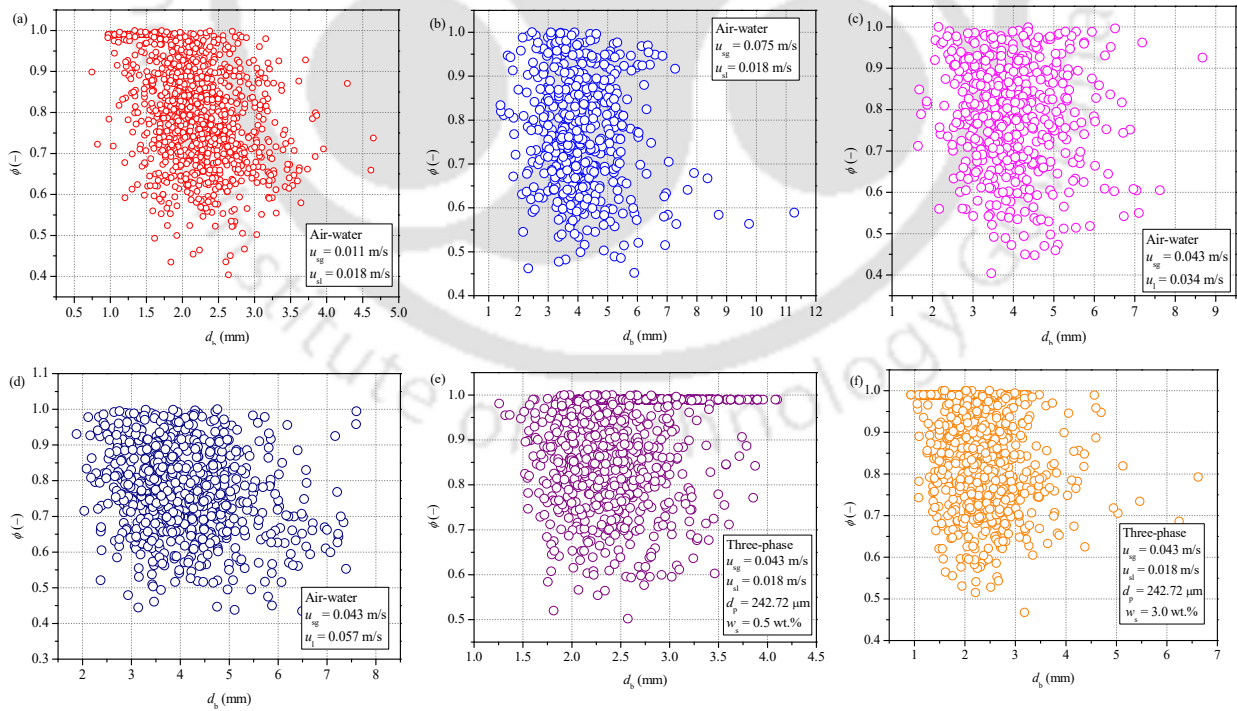 (a)
1.0
0.9
0.8
0.7
0.6
0.5
0.4
ϕ (−)
Air-water
u_sg = 0.011 m/s
u_sl = 0.018 m/s
0.5 1.0 1.5 2.0 2.5 3.0 3.5 4.0 4.5 5.0
d_b (mm)
(b)
1.0
0.9
0.8
0.7
0.6
0.5
0.4
ϕ (−)
Air-water
u_sg = 0.075 m/s
u_sl = 0.018 m/s
1 2 3 4 5 6 7 8 9 10 11 12
d_b (mm)
(c)
1.0
0.9
0.8
0.7
0.6
0.5
0.4
ϕ (−)
Air-water
u_sg = 0.043 m/s
u_l = 0.034 m/s
1 2 3 4 5 6 7 8 9
d_b (mm)
(d)
1.1
1.0
0.9
0.8
0.7
0.6
0.5
0.4
0.3
ϕ (−)
Air-water
u_sg = 0.043 m/s
u_l = 0.057 m/s
2 3 4 5 6 7 8
d_b (mm)
(e)
1.0
0.9
0.8
0.7
0.6
0.5
ϕ (−)
Three-phase
u_sg = 0.043 m/s
u_sl = 0.018 m/s
d_p = 242.72 μm
w_s = 0.5 wt.%
1.0 1.5 2.0 2.5 3.0 3.5 4.0 4.5
d_b (mm)
(f)
1.0
0.9
0.8
0.7
0.6
0.5
0.4
ϕ (−)
Three-phase
u_sg = 0.043 m/s
u_sl = 0.018 m/s
d_p = 242.72 μm
w_s = 3.0 wt.%
1 2 3 4 5 6 7
d_b (mm)